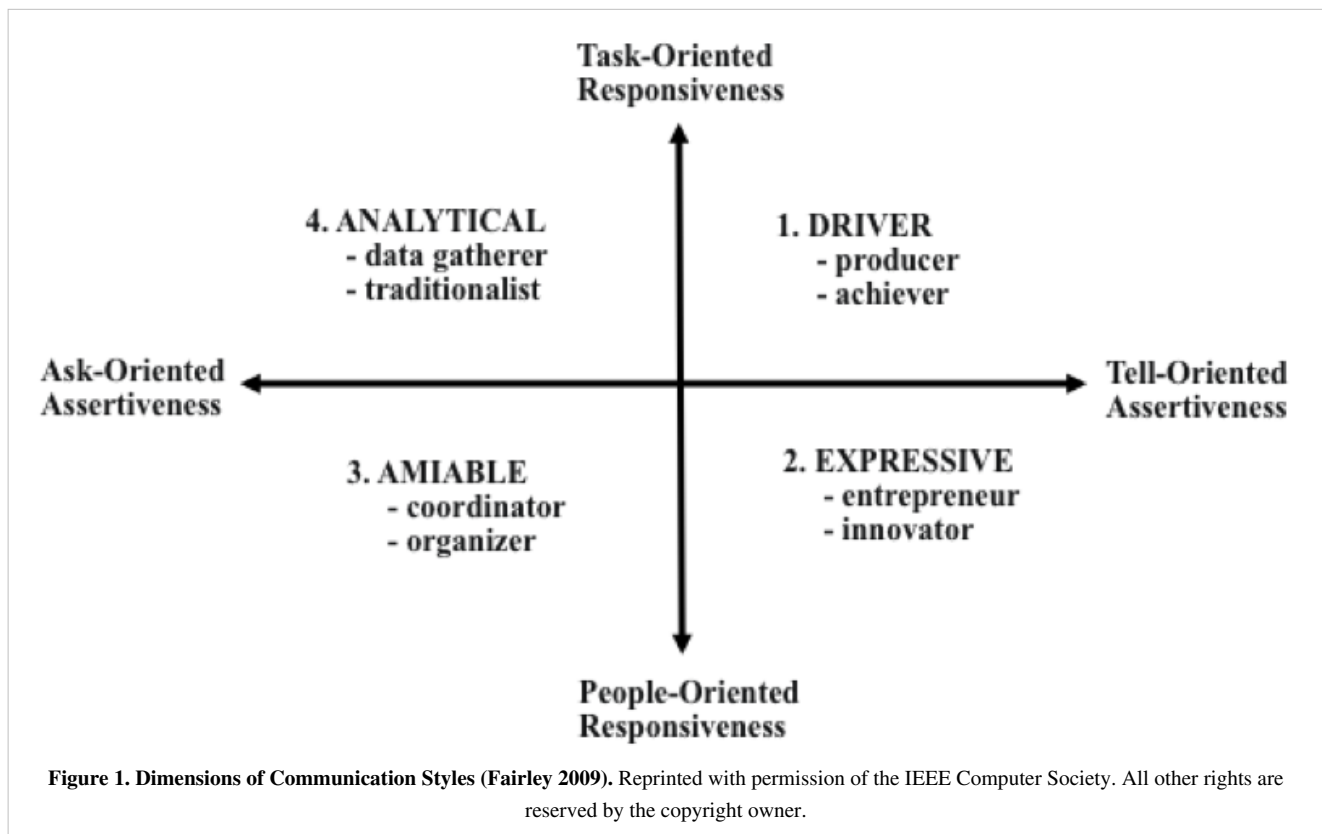 Task-Oriented
Responsiveness
4. ANALYTICAL
- data gatherer
- traditionalist
1. DRIVER
- producer
- achiever
Ask-Oriented
Assertiveness
Tell-Oriented
Assertiveness
3. AMIABLE
- coordinator
- organizer
2. EXPRESSIVE
- entrepreneur
- innovator
People-Oriented
Responsiveness
Figure 1. Dimensions of Communication Styles (Fairley 2009). Reprinted with permission of the IEEE Computer Society. All other rights are
reserved by the copyright owner.